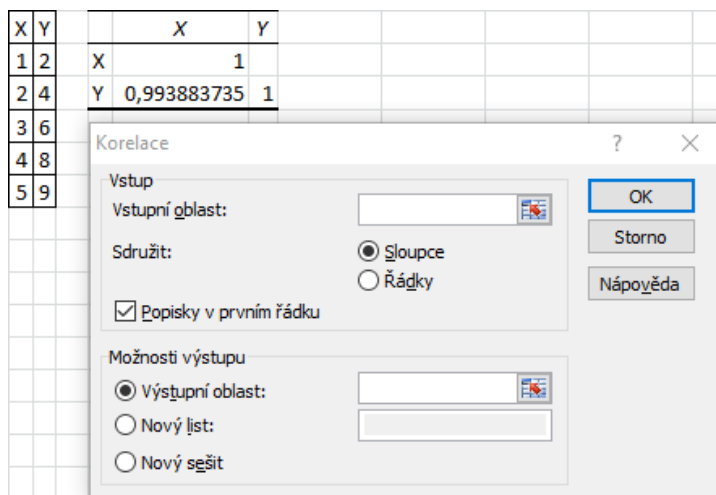 X Y X Y
1 2 X 1
2 4 Y 0,993883735 1
3 6
4 8
5 9
Korelace ? ×
Vstup
Vstupní oblast:
Sdružit: Sloupce
Řádky
Popisky v prvním řádku
OK
Storno
Nápověda
Možnosti výstupu
Výstupní oblast:
Nový list:
Nový sešit